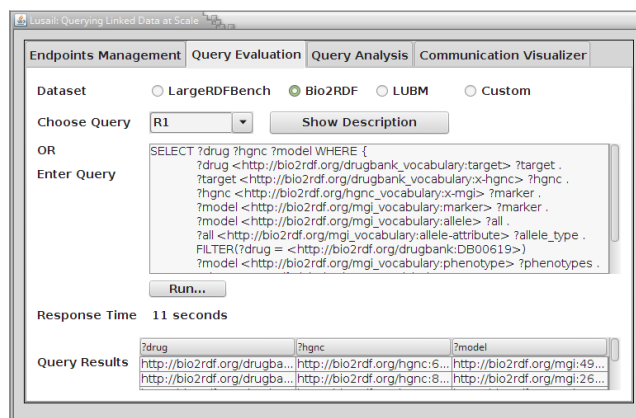 Lusail: Querying Linked Data at Scale
Endpoints Management Query Evaluation Query Analysis Communication Visualizer
Dataset LargeRDFBench Bio2RDF LUBM Custom
Choose Query R1 Show Description
OR
Enter Query
SELECT ?drug ?hgnc ?model WHERE {
?drug <http://bio2rdf.org/drugbank_vocabulary:target> ?target .
?target <http://bio2rdf.org/drugbank_vocabulary:x-hgnc> ?hgnc .
?hgnc <http://bio2rdf.org/hgnc_vocabulary:x-mgi> ?marker .
?model <http://bio2rdf.org/mgi_vocabulary:marker> ?marker .
?model <http://bio2rdf.org/mgi_vocabulary:allele> ?all .
?all <http://bio2rdf.org/mgi_vocabulary:allele-attribute> ?allele_type .
FILTER(?drug = <http://bio2rdf.org/drugbank:DB00619>)
?model <http://bio2rdf.org/mgi_vocabulary:phenotype> ?phenotypes .
Run...
Response Time 11 seconds
Query Results
?drug ?hgnc ?model
http://bio2rdf.org/drugba... http://bio2rdf.org/hgnc:6... http://bio2rdf.org/mgi:49...
http://bio2rdf.org/drugba... http://bio2rdf.org/hgnc:8... http://bio2rdf.org/mgi:26...